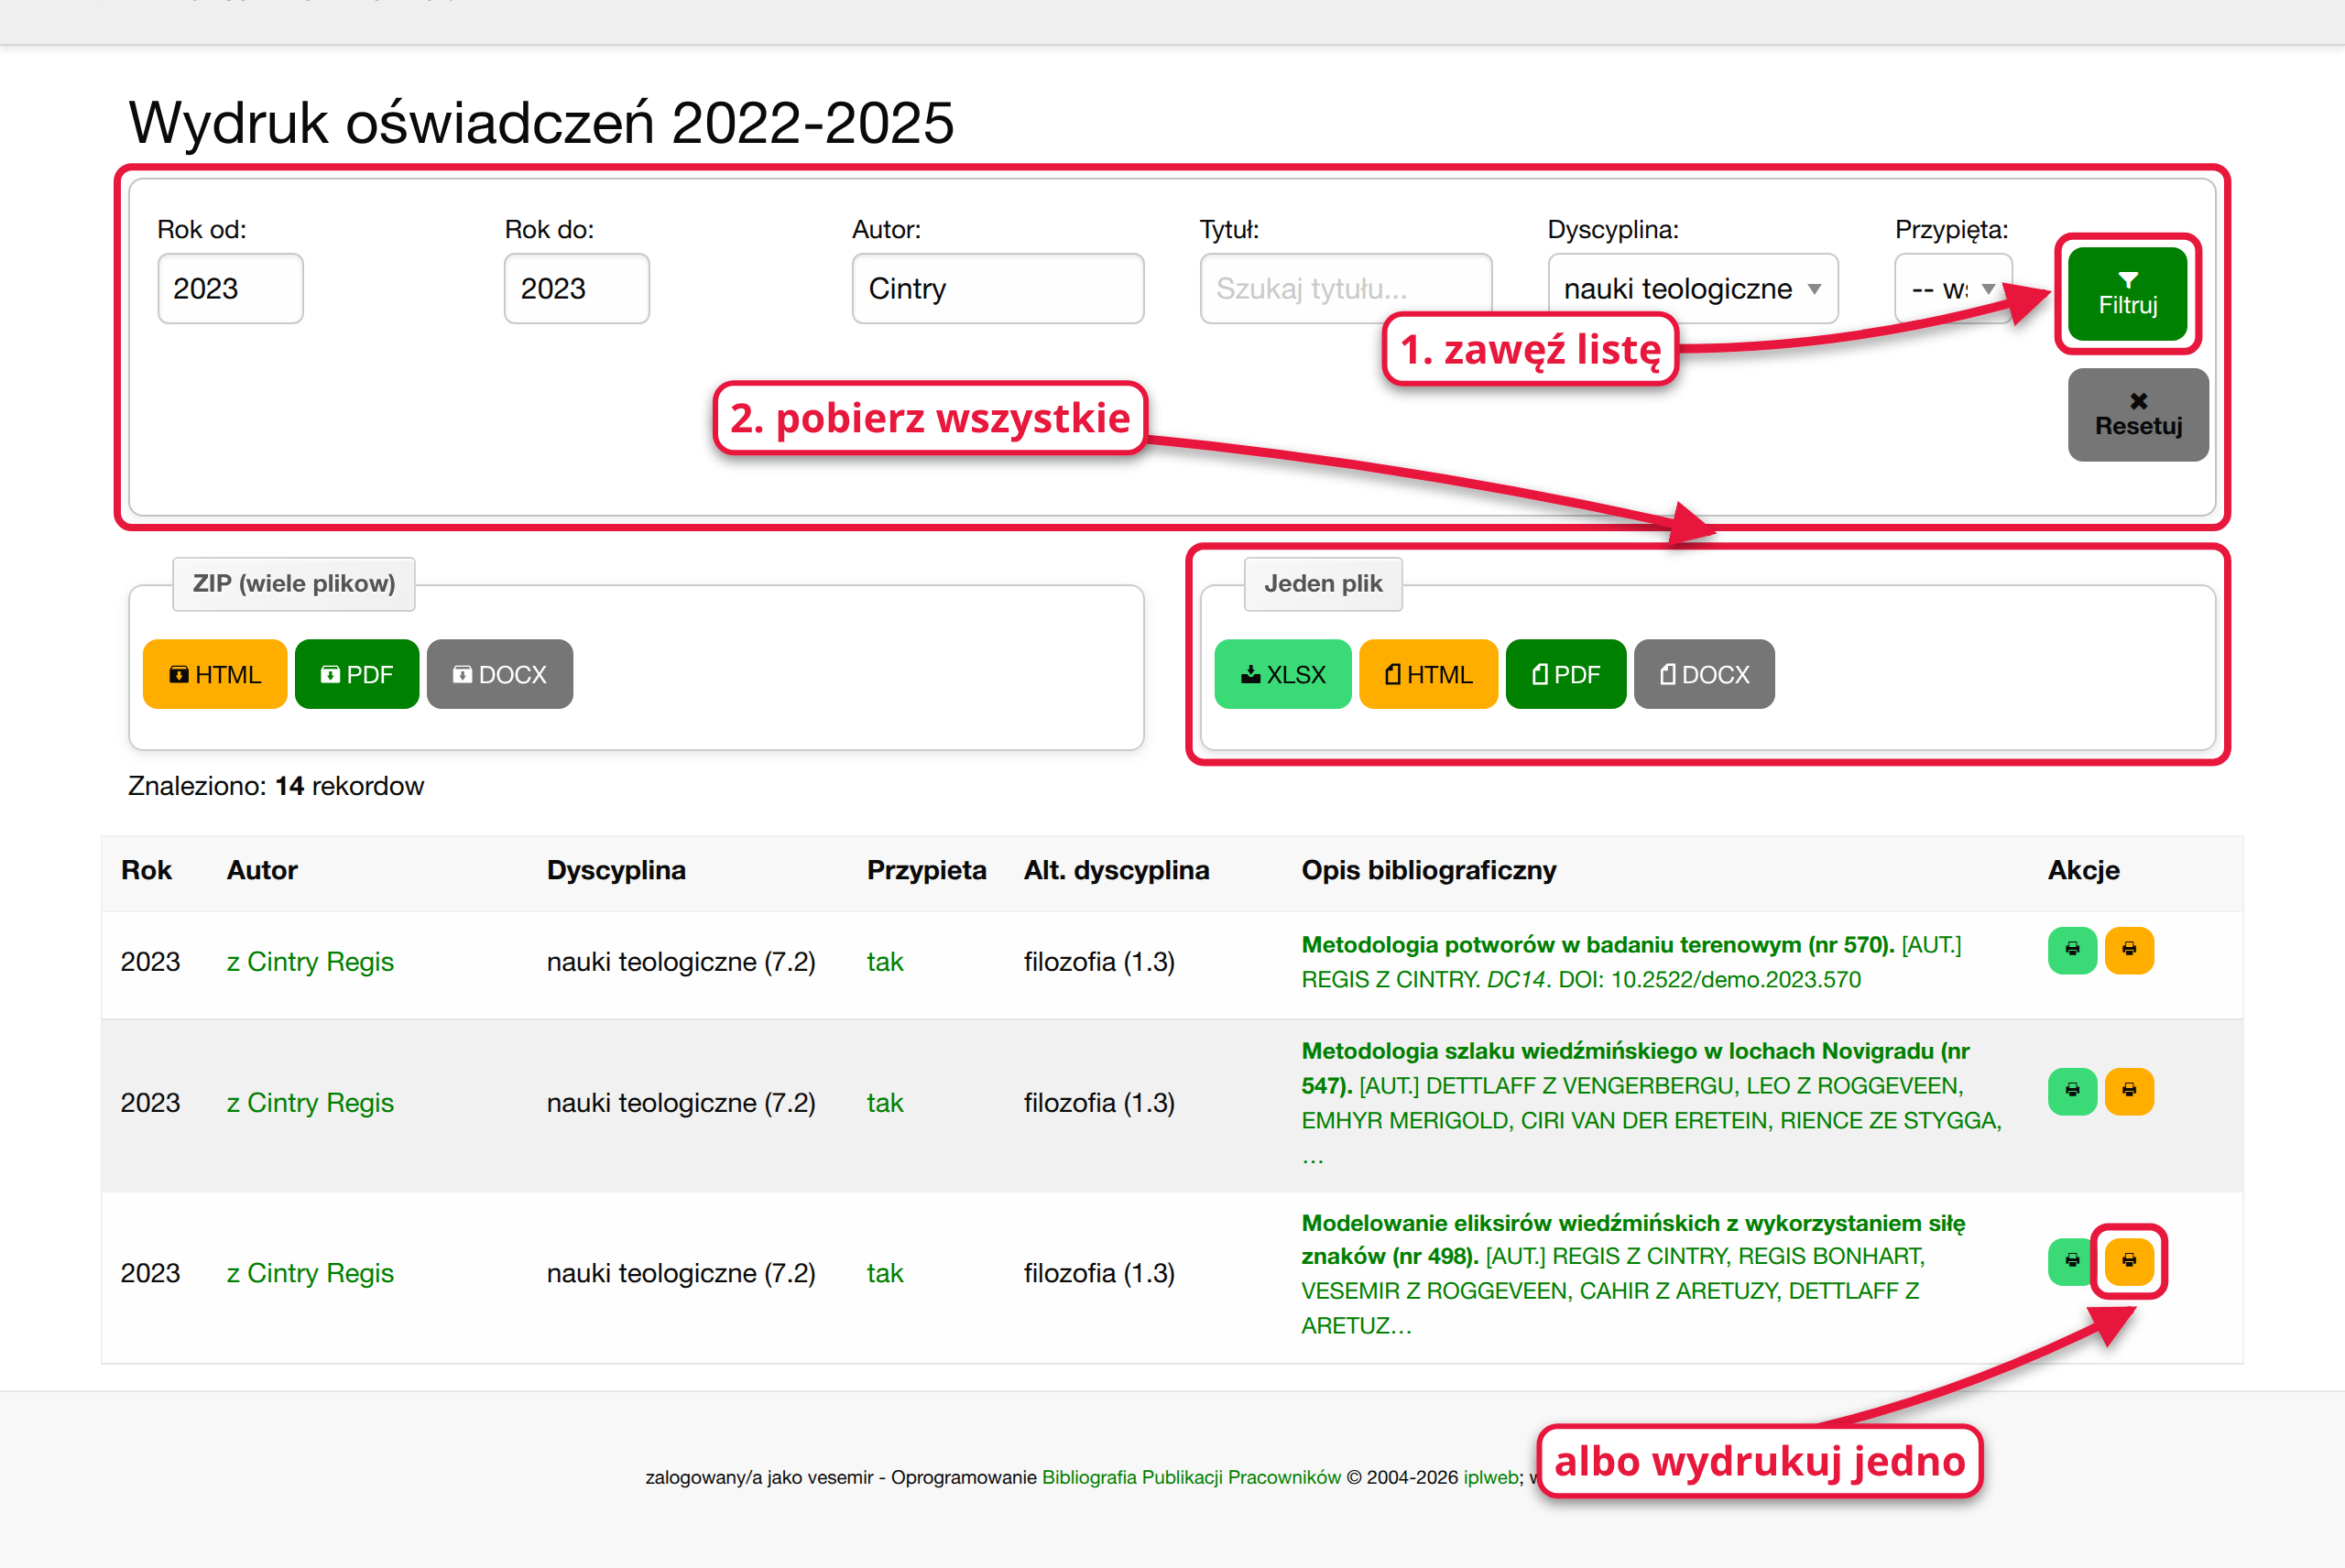 Wydruk oświadczeń 2022-2025
Rok od:
Rok do:
Autor:
Tytuł:
Dyscyplina:
Przypięta:
2023
2023
Cintry
Szukaj tytułu...
nauki teologiczne
--
Filtruj
1. zawęź listę
2. pobierz wszystkie
Resetuj
ZIP (wiele plikow)
HTML
PDF
DOCX
Jeden plik
XLSX
HTML
PDF
DOCX
Znaleziono: 14 rekordow
Rok Autor Dyscyplina Przypieta Alt. dyscyplina Opis bibliograficzny Akcje
2023 z Cintry Regis nauki teologiczne (7.2) tak filozofia (1.3)
Metodologia potworów w badaniu terenowym (nr 570). [AUT.]
REGIS Z CINTRY. DC14. DOI: 10.2522/demo.2023.570
2023 z Cintry Regis nauki teologiczne (7.2) tak filozofia (1.3)
Metodologia szlaku wiedźmińskiego w lochach Novigradu (nr
547). [AUT.] DETTLAFF Z VENGERBERGU, LEO Z ROGGEVEEN,
EMHYR MERIGOLD, CIRI VAN DER ERETEIN, RIENCE ZE STYGGA,
…
2023 z Cintry Regis nauki teologiczne (7.2) tak filozofia (1.3)
Modelowanie eliksirów wiedźmińskich z wykorzystaniem siłę
znaków (nr 498). [AUT.] REGIS Z CINTRY, REGIS BONHART,
VESEMIR Z ROGGEVEEN, CAHIR Z ARETUZY, DETTLAFF Z
ARETUZ…
albo wydrukuj jedno
zalogowany/a jako vesemir - Oprogramowanie Bibliografia Publikacji Pracowników © 2004-2026 iplweb;